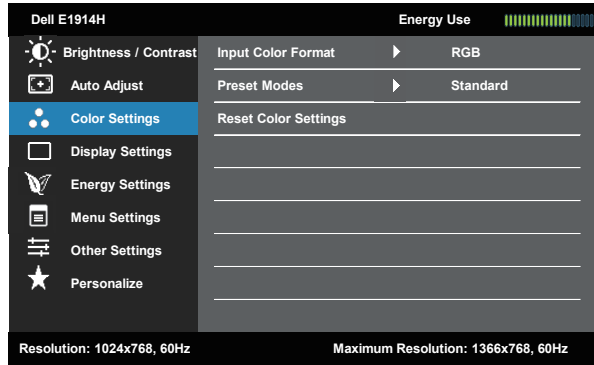 Dell E1914H Energy Use
Brightness / Contrast Input Color Format RGB
Auto Adjust Preset Modes Standard
Color Settings Reset Color Settings
Display Settings
Energy Settings
Menu Settings
Other Settings
Personalize
Resolution: 1024x768, 60Hz Maximum Resolution: 1366x768, 60Hz